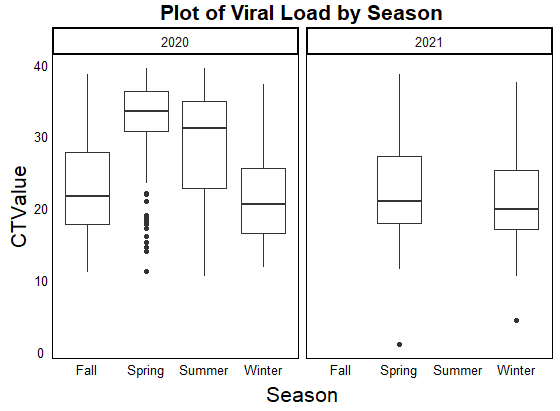 Plot of Viral Load by Season
2020 2021
CTValue
40
30
20
10
0
Fall Spring Summer Winter Fall Spring Summer Winter
Season